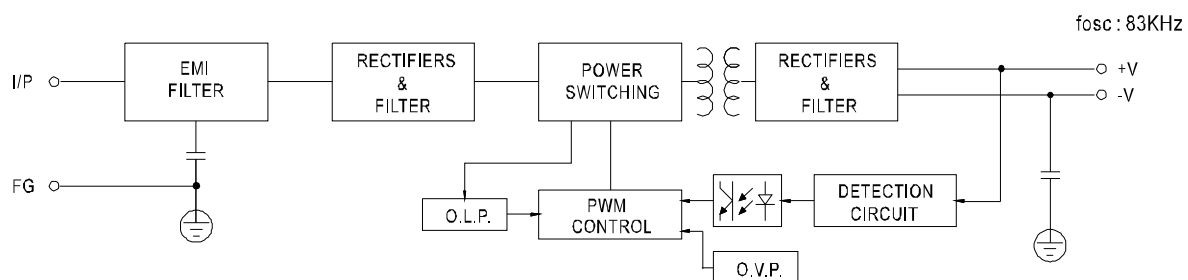 fosc : 83KHz
I/P
EMI
FILTER
RECTIFIERS
&
FILTER
POWER
SWITCHING
RECTIFIERS
&
FILTER
+V
-V
FG
O.L.P.
PWM
CONTROL
DETECTION
CIRCUIT
O.V.P.